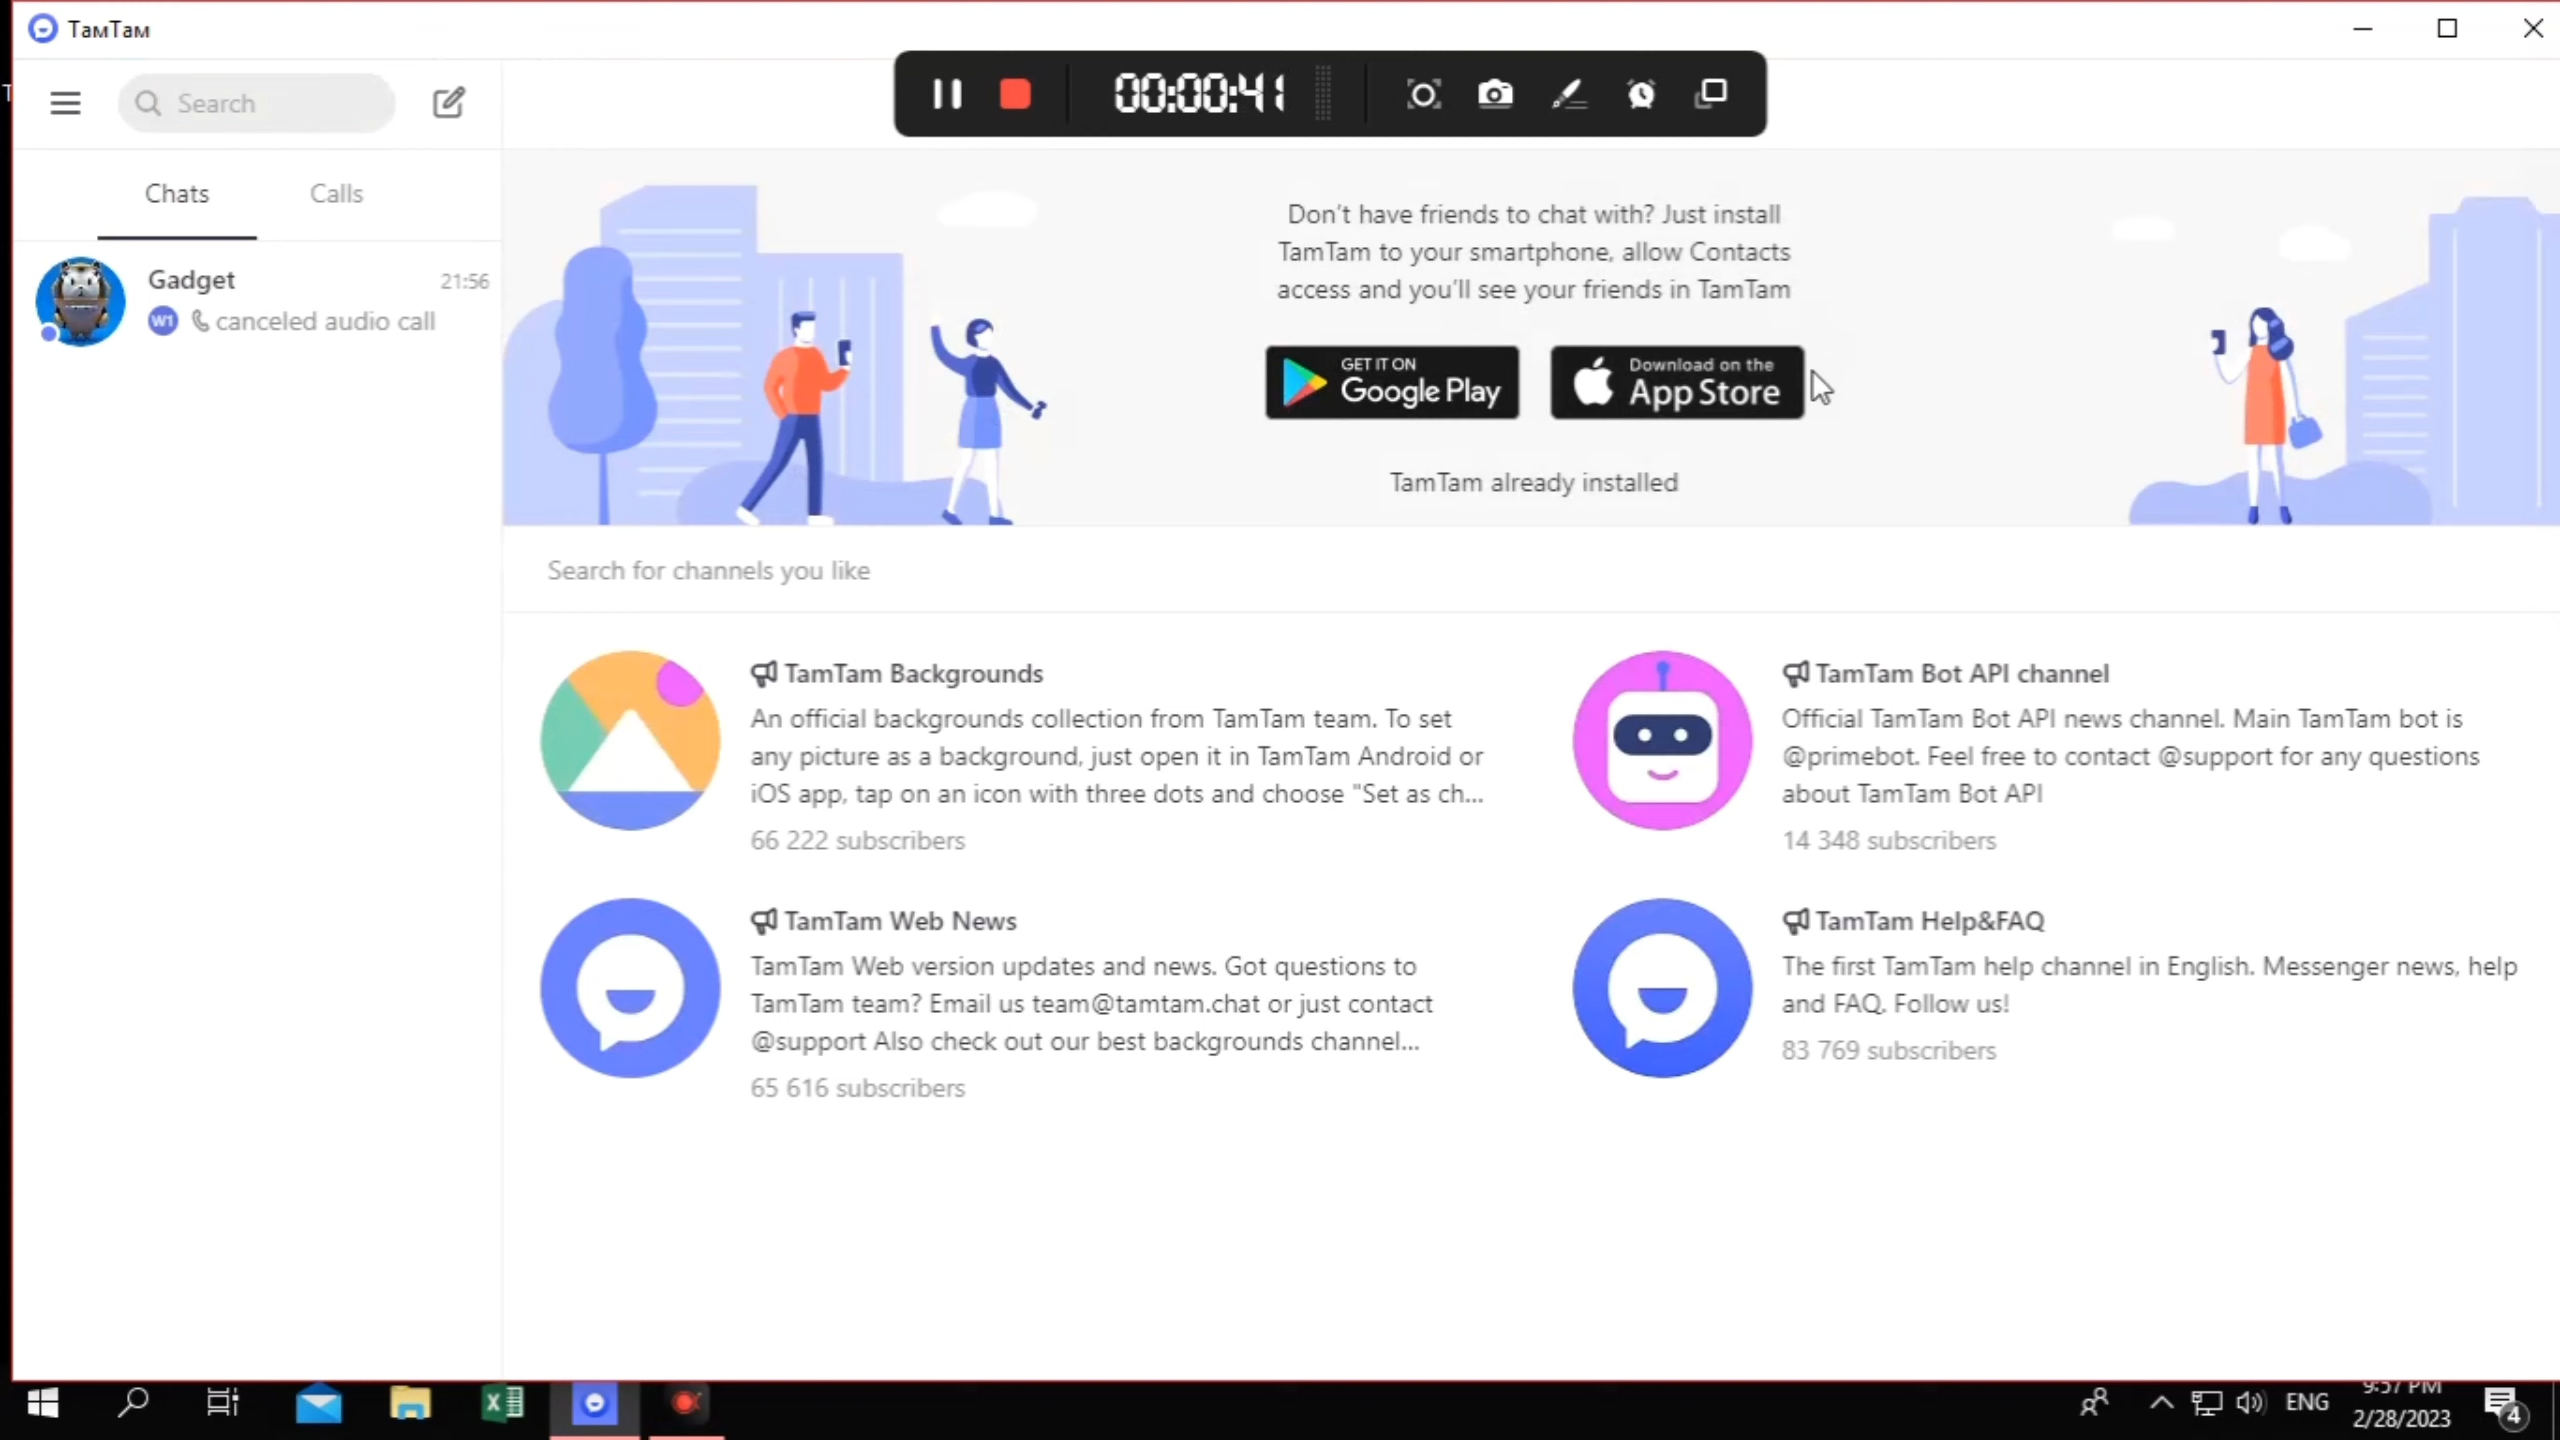 ТамТам
Search
00:00:41
Chats
Calls
Gadget
21:56
W1 canceled audio call
Don't have friends to chat with? Just install
TamTam to your smartphone, allow Contacts
access and you'll see your friends in TamTam
GET IT ON
Google Play
Download on the
App Store
TamTam already installed
Search for channels you like
TamTam Backgrounds
An official backgrounds collection from TamTam team. To set
any picture as a background, just open it in TamTam Android or
iOS app, tap on an icon with three dots and choose "Set as ch...
66 222 subscribers
TamTam Bot API channel
Official TamTam Bot API news channel. Main TamTam bot is
@primebot. Feel free to contact @support for any questions
about TamTam Bot API
14 348 subscribers
TamTam Web News
TamTam Web version updates and news. Got questions to
TamTam team? Email us team@tamtam.chat or just contact
@support Also check out our best backgrounds channel...
65 616 subscribers
TamTam Help&FAQ
The first TamTam help channel in English. Messenger news, help
and FAQ. Follow us!
83 769 subscribers
ENG
9:57 PM
2/28/2023
4